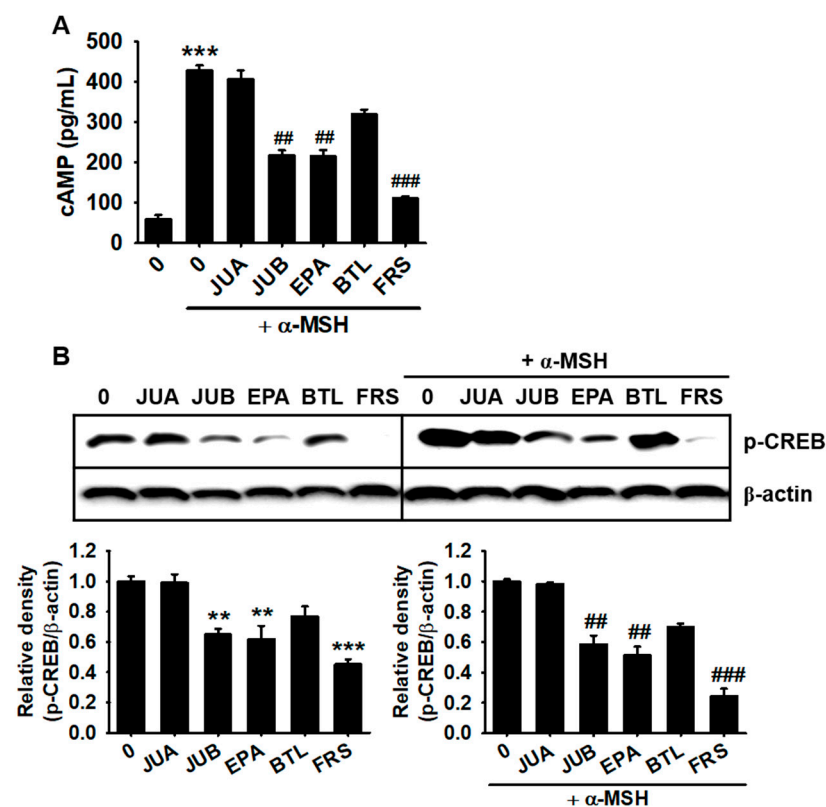 A
500
400
300
200
100
0
cAMP (pg/mL)
***
##
##
###
0
0
JUA
JUB
EPA
BTL
FRS
+ α-MSH
B
+ α-MSH
0 JUA JUB EPA BTL FRS 0 JUA JUB EPA BTL FRS
p-CREB
β-actin
Relative density
(p-CREB/β-actin)
1.2
1.0
0.8
0.6
0.4
0.2
0.0
**
**
***
0
JUA
JUB
EPA
BTL
FRS
Relative density
(p-CREB/β-actin)
1.2
1.0
0.8
0.6
0.4
0.2
0.0
##
##
###
0
JUA
JUB
EPA
BTL
FRS
+ α-MSH